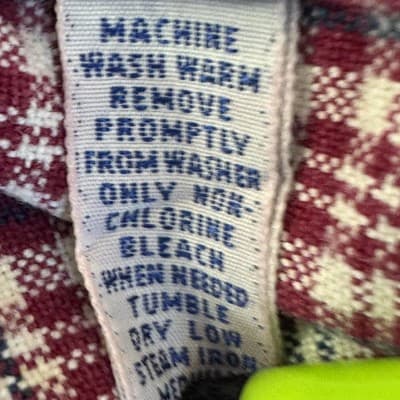 MACHINE
WASH WARM
REMOVE
PROMPTLY
FROM WASHER
ONLY NON-
CHLORINE
BLEACH
WHEN NEEDED
TUMBLE
DRY LOW
STEAM IRON